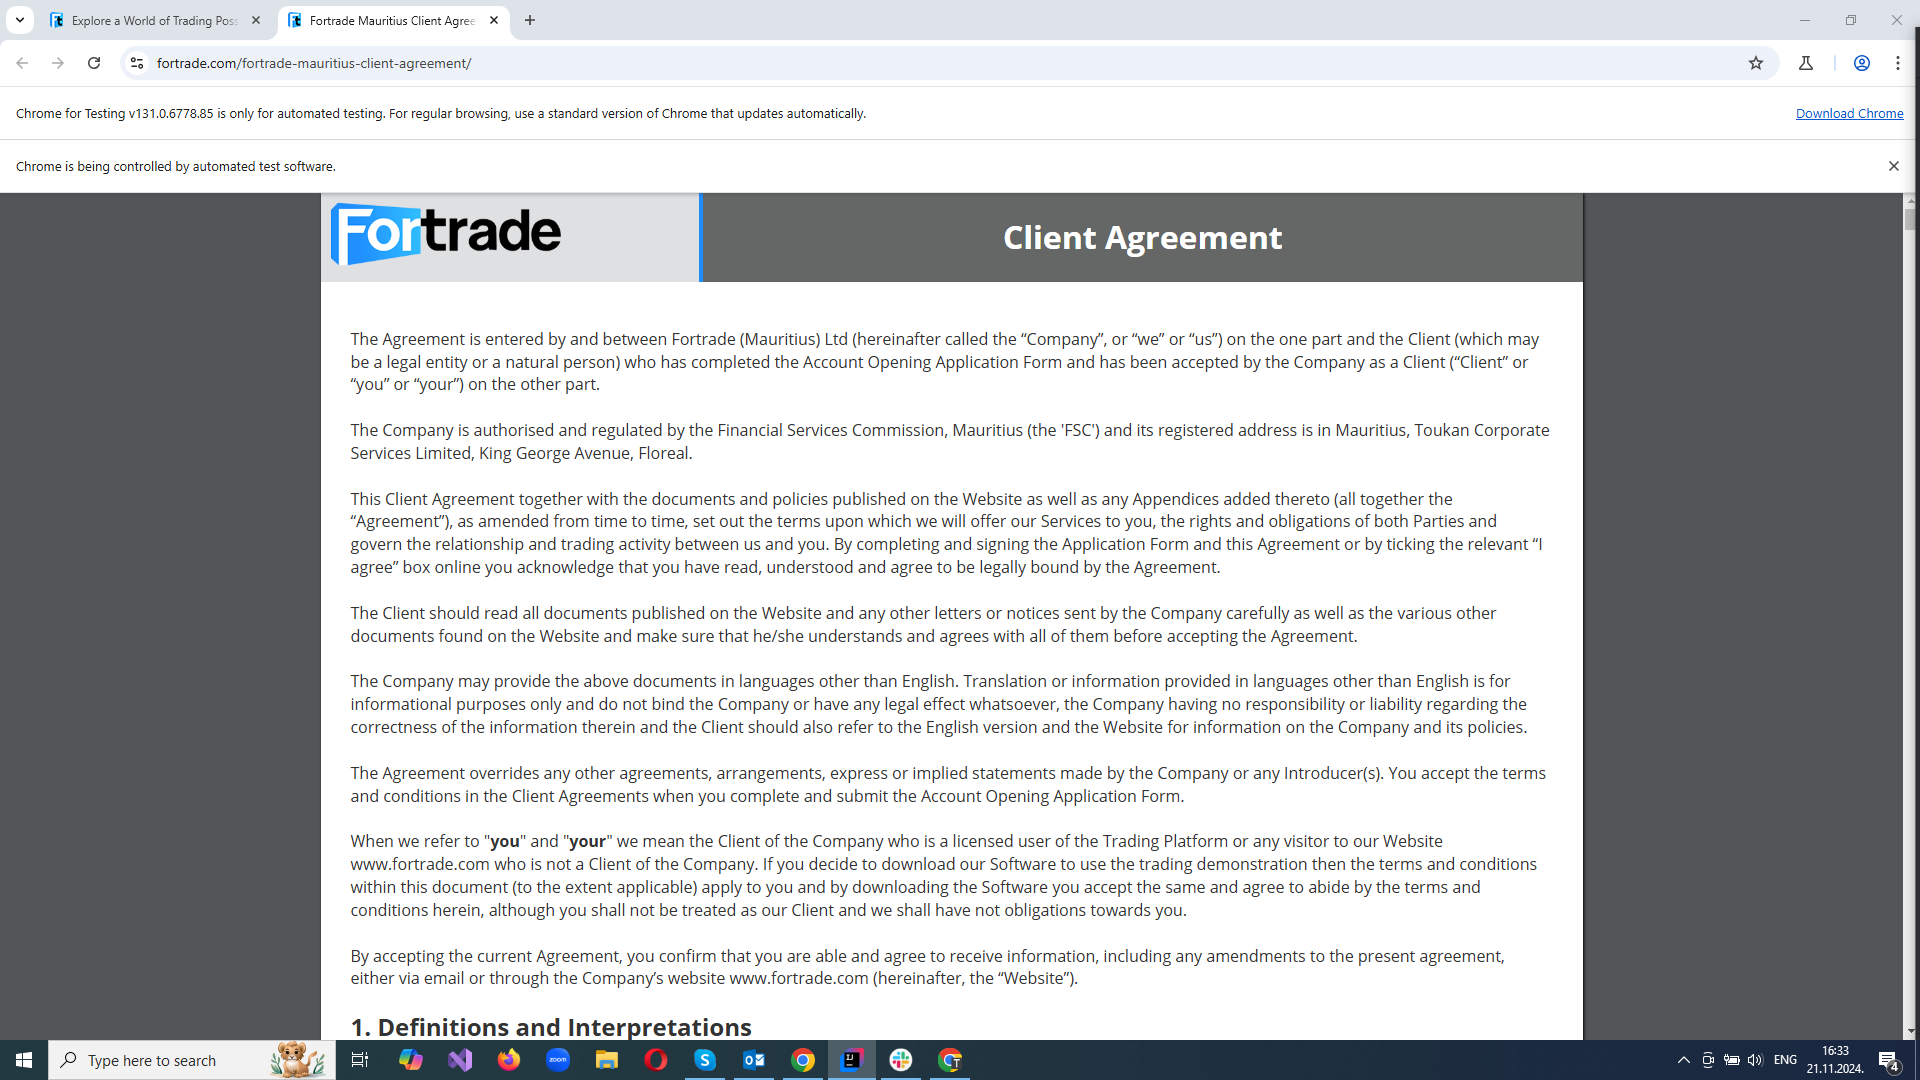 Explore a World of Trading Pos
Fortrade Mauritius Client Agree
fortrade.com/fortrade-mauritius-client-agreement/
Chrome for Testing v131.0.6778.85 is only for automated testing. For regular browsing, use a standard version of Chrome that updates automatically.
Download Chrome
Chrome is being controlled by automated test software.
Fortrade
Client Agreement
The Agreement is entered by and between Fortrade (Mauritius) Ltd (hereinafter called the “Company”, or “we” or “us”) on the one part and the Client (which may
be a legal entity or a natural person) who has completed the Account Opening Application Form and has been accepted by the Company as a Client (“Client” or
“you” or “your”) on the other part.
The Company is authorised and regulated by the Financial Services Commission, Mauritius (the 'FSC') and its registered address is in Mauritius, Toukan Corporate
Services Limited, King George Avenue, Floreal.
This Client Agreement together with the documents and policies published on the Website as well as any Appendices added thereto (all together the
“Agreement”), as amended from time to time, set out the terms upon which we will offer our Services to you, the rights and obligations of both Parties and
govern the relationship and trading activity between us and you. By completing and signing the Application Form and this Agreement or by ticking the relevant “I
agree” box online you acknowledge that you have read, understood and agree to be legally bound by the Agreement.
The Client should read all documents published on the Website and any other letters or notices sent by the Company carefully as well as the various other
documents found on the Website and make sure that he/she understands and agrees with all of them before accepting the Agreement.
The Company may provide the above documents in languages other than English. Translation or information provided in languages other than English is for
informational purposes only and do not bind the Company or have any legal effect whatsoever, the Company having no responsibility or liability regarding the
correctness of the information therein and the Client should also refer to the English version and the Website for information on the Company and its policies.
The Agreement overrides any other agreements, arrangements, express or implied statements made by the Company or any Introducer(s). You accept the terms
and conditions in the Client Agreements when you complete and submit the Account Opening Application Form.
When we refer to "you" and "your" we mean the Client of the Company who is a licensed user of the Trading Platform or any visitor to our Website
www.fortrade.com who is not a Client of the Company. If you decide to download our Software to use the trading demonstration then the terms and conditions
within this document (to the extent applicable) apply to you and by downloading the Software you accept the same and agree to abide by the terms and
conditions herein, although you shall not be treated as our Client and we shall have not obligations towards you.
By accepting the current Agreement, you confirm that you are able and agree to receive information, including any amendments to the present agreement,
either via email or through the Company’s website www.fortrade.com (hereinafter, the “Website”).
1. Definitions and Interpretations
Type here to search
zoom
ENG
16:33
21.11.2024.
4